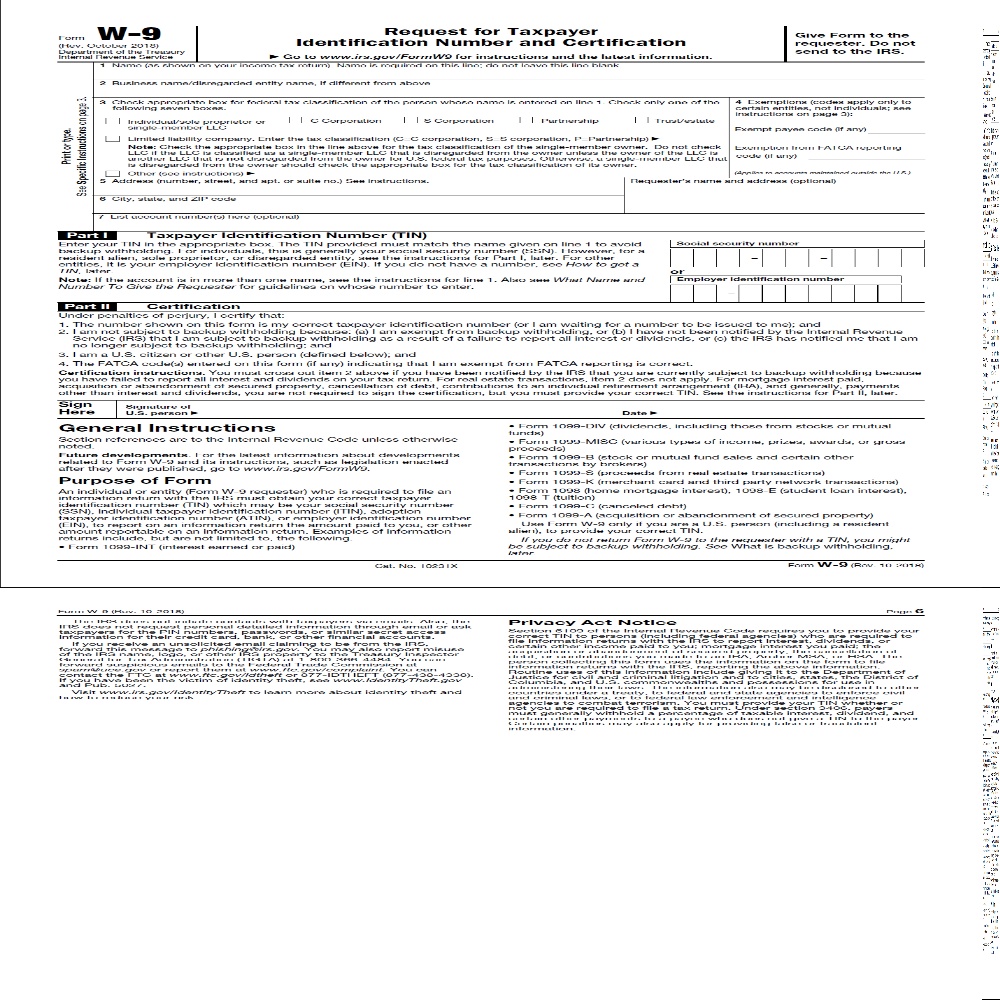 Form W-9
(Rev. October 2018)
Department of the Treasury
Internal Revenue Service
Request for Taxpayer
Identification Number and Certification
► Go to www.irs.gov/FormW9 for instructions and the latest information.
Give Form to the
requester. Do not
send to the IRS.
Print or type.
See Specific Instructions on page 3.
1 Name (as shown on your income tax return). Name is required on this line; do not leave this line blank.
2 Business name/disregarded entity name, if different from above
3 Check appropriate box for federal tax classification of the person whose name is entered on line 1. Check only one of the
following seven boxes.
Individual/sole proprietor or
single-member LLC
C Corporation
S Corporation
Partnership
Trust/estate
Limited liability company. Enter the tax classification (C=C corporation, S=S corporation, P=Partnership) ►
Note: Check the appropriate box in the line above for the tax classification of the single-member owner. Do not check
LLC if the LLC is classified as a single-member LLC that is disregarded from the owner unless the owner of the LLC is
another LLC that is not disregarded from the owner for U.S. federal tax purposes. Otherwise, a single-member LLC that
is disregarded from the owner should check the appropriate box for the tax classification of its owner.
Other (see instructions) ►
4 Exemptions (codes apply only to
certain entities, not individuals; see
instructions on page 3):
Exempt payee code (if any)
Exemption from FATCA reporting
code (if any)
(Applies to accounts maintained outside the U.S.)
5 Address (number, street, and apt. or suite no.) See instructions.
Requester's name and address (optional)
6 City, state, and ZIP code
7 List account number(s) here (optional)
Part I Taxpayer Identification Number (TIN)
Enter your TIN in the appropriate box. The TIN provided must match the name given on line 1 to avoid
backup withholding. For individuals, this is generally your social security number (SSN). However, for a
resident alien, sole proprietor, or disregarded entity, see the instructions for Part I, later. For other
entities, it is your employer identification number (EIN). If you do not have a number, see How to get a
TIN, later.
Note: If the account is in more than one name, see the instructions for line 1. Also see What Name and
Number To Give the Requester for guidelines on whose number to enter.
Social security number
or
Employer identification number
Part II Certification
Under penalties of perjury, I certify that:
1. The number shown on this form is my correct taxpayer identification number (or I am waiting for a number to be issued to me); and
2. I am not subject to backup withholding because: (a) I am exempt from backup withholding, or (b) I have not been notified by the Internal Revenue
Service (IRS) that I am subject to backup withholding as a result of a failure to report all interest or dividends, or (c) the IRS has notified me that I am
no longer subject to backup withholding; and
3. I am a U.S. citizen or other U.S. person (defined below); and
4. The FATCA code(s) entered on this form (if any) indicating that I am exempt from FATCA reporting is correct.
Certification instructions. You must cross out item 2 above if you have been notified by the IRS that you are currently subject to backup withholding because
you have failed to report all interest and dividends on your tax return. For real estate transactions, item 2 does not apply. For mortgage interest paid,
acquisition or abandonment of secured property, cancellation of debt, contributions to an individual retirement arrangement (IRA), and generally, payments
other than interest and dividends, you are not required to sign the certification, but you must provide your correct TIN. See the instructions for Part II, later.
Sign
Here
Signature of
U.S. person ►
Date ►
General Instructions
Section references are to the Internal Revenue Code unless otherwise
noted.
Future developments. For the latest information about developments
related to Form W-9 and its instructions, such as legislation enacted
after they were published, go to www.irs.gov/FormW9.
Purpose of Form
An individual or entity (Form W-9 requester) who is required to file an
information return with the IRS must obtain your correct taxpayer
identification number (TIN) which may be your social security number
(SSN), individual taxpayer identification number (ITIN), adoption
taxpayer identification number (ATIN), or employer identification number
(EIN), to report on an information return the amount paid to you, or other
amount reportable on an information return. Examples of information
returns include, but are not limited to, the following.
• Form 1099-INT (interest earned or paid)
• Form 1099-DIV (dividends, including those from stocks or mutual
funds)
• Form 1099-MISC (various types of income, prizes, awards, or gross
proceeds)
• Form 1099-B (stock or mutual fund sales and certain other
transactions by brokers)
• Form 1099-S (proceeds from real estate transactions)
• Form 1099-K (merchant card and third party network transactions)
• Form 1098 (home mortgage interest), 1098-E (student loan interest),
1098-T (tuition)
• Form 1099-C (canceled debt)
• Form 1099-A (acquisition or abandonment of secured property)
Use Form W-9 only if you are a U.S. person (including a resident
alien), to provide your correct TIN.
If you do not return Form W-9 to the requester with a TIN, you might
be subject to backup withholding. See What is backup withholding,
later.
Cat. No. 10231X
Form W-9 (Rev. 10-2018)
Form W-9 (Rev. 10-2018)
Page 6
The IRS does not initiate contacts with taxpayers via emails. Also, the
IRS does not request personal detailed information through email or ask
taxpayers for the PIN numbers, passwords, or similar secret access
information for their credit card, bank, or other financial accounts.
If you receive an unsolicited email claiming to be from the IRS,
forward this message to phishing@irs.gov. You may also report misuse
of the IRS name, logo, or other IRS property to the Treasury Inspector
General for Tax Administration (TIGTA) at 1-800-366-4484. You can
forward suspicious emails to the Federal Trade Commission at
spam@uce.gov or report them at www.ftc.gov/complaint. You can
contact the FTC at www.ftc.gov/idtheft or 877-IDTHEFT (877-438-4338).
If you have been the victim of identity theft, see www.IdentityTheft.gov
and Pub. 5027.
Visit www.irs.gov/IdentityTheft to learn more about identity theft and
how to reduce your risk.
Privacy Act Notice
Section 6109 of the Internal Revenue Code requires you to provide your
correct TIN to persons (including federal agencies) who are required to
file information returns with the IRS to report interest, dividends, or
certain other income paid to you; mortgage interest you paid; the
acquisition or abandonment of secured property; the cancellation of
debt; or contributions you made to an IRA, Archer MSA, or HSA. The
person collecting this form uses the information on the form to file
information returns with the IRS, reporting the above information.
Routine uses of this information include giving it to the Department of
Justice for civil and criminal litigation and to cities, states, the District of
Columbia, and U.S. commonwealths and possessions for use in
administering their laws. The information also may be disclosed to other
countries under a treaty, to federal and state agencies to enforce civil
and criminal laws, or to federal law enforcement and intelligence
agencies to combat terrorism. You must provide your TIN whether or
not you are required to file a tax return. Under section 3406, payers
must generally withhold a percentage of taxable interest, dividend, and
certain other payments to a payee who does not give a TIN to the payer.
Certain penalties may also apply for providing false or fraudulent
information.